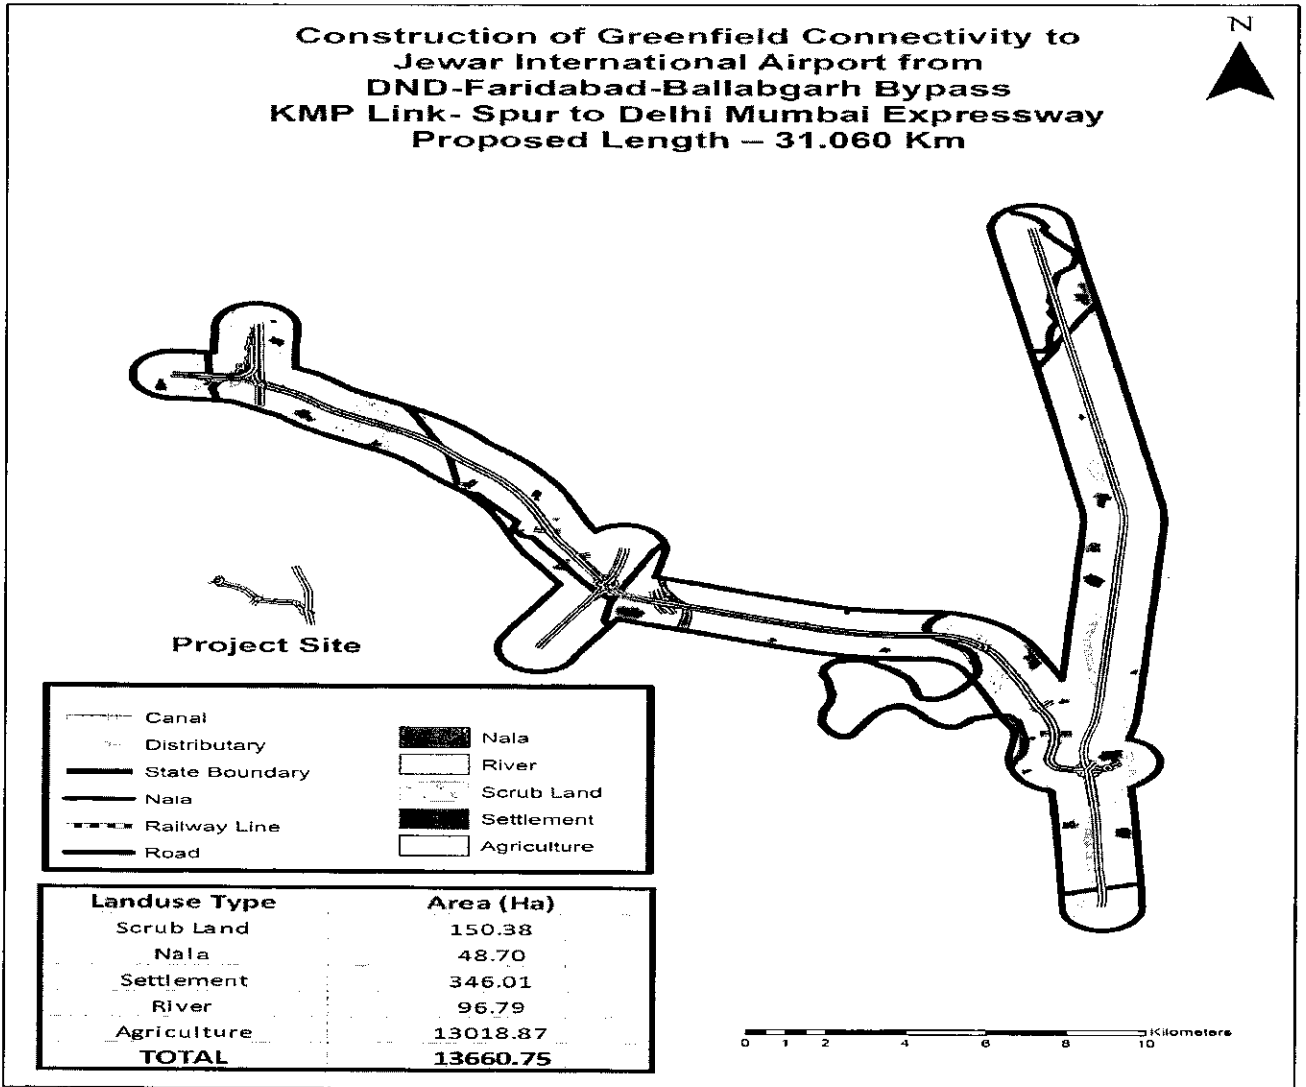 N
Construction of Greenfield Connectivity to
Jewar International Airport from
DND-Faridabad-Ballabgarh Bypass
KMP Link- Spur to Delhi Mumbai Expressway
Proposed Length – 31.060 Km
Project Site
Canal
Distributary
State Boundary
Nala
Railway Line
Road
Nala
River
Scrub Land
Settlement
Agriculture
Landuse Type Area (Ha)
Scrub Land 150.38
Nala 48.70
Settlement 346.01
River 96.79
Agriculture 13018.87
TOTAL 13660.75
Kilometers
0 1 2 4 6 8 10